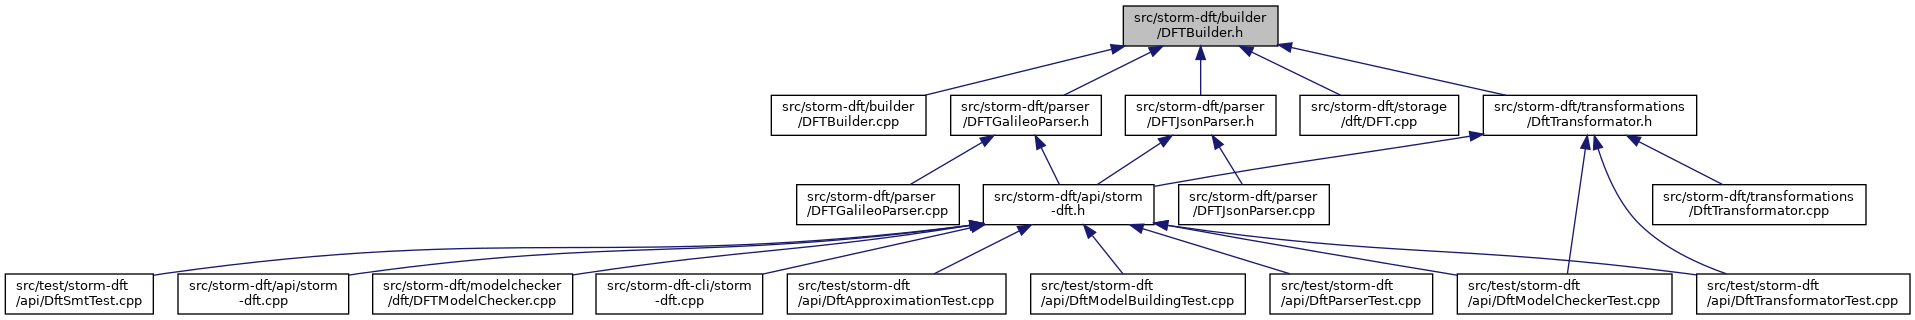 src/storm-dft/builder
/DFTBuilder.h
src/storm-dft/builder
/DFTBuilder.cpp
src/storm-dft/parser
/DFTGalileoParser.h
src/storm-dft/parser
/DFTJsonParser.h
src/storm-dft/storage
/dft/DFT.cpp
src/storm-dft/transformations
/DftTransformator.h
src/storm-dft/parser
/DFTGalileoParser.cpp
src/storm-dft/api/storm
-dft.h
src/storm-dft/parser
/DFTJsonParser.cpp
src/storm-dft/transformations
/DftTransformator.cpp
src/test/storm-dft
/api/DftSmtTest.cpp
src/storm-dft/api/storm
-dft.cpp
src/storm-dft/modelchecker
/dft/DFTModelChecker.cpp
src/storm-dft-cli/storm
-dft.cpp
src/test/storm-dft
/api/DftApproximationTest.cpp
src/test/storm-dft
/api/DftModelBuildingTest.cpp
src/test/storm-dft
/api/DftParserTest.cpp
src/test/storm-dft
/api/DftModelCheckerTest.cpp
src/test/storm-dft
/api/DftTransformatorTest.cpp